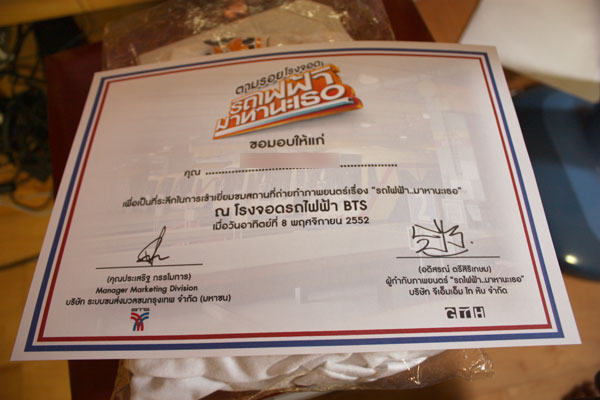 ตามรอยโรงจอด
รถไฟฟ้า
มาหานะเธอ
ขอมอบให้แก่
คุณ
เพื่อเป็นที่ระลึกในการเข้าเยี่ยมชมสถานที่ถ่ายทำภาพยนตร์เรื่อง "รถไฟฟ้า..มาหานะเธอ"
ณ โรงจอดรถไฟฟ้า BTS
เมื่อวันอาทิตย์ที่ 8 พฤศจิกายน 2552
(คุณประเสริฐ กรรโมการ)
Manager Marketing Division
บริษัท ระบบขนส่งมวลชนกรุงเทพ จำกัด (มหาชน)
BTS
(อดิสรณ์ ตรีสิริเกษม)
ผู้กำกับภาพยนตร์ "รถไฟฟ้า..มาหานะเธอ"
บริษัท จีเอ็มเอ็ม ไท หับ จำกัด
GTH